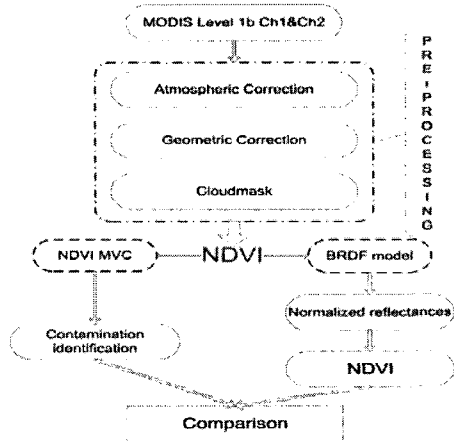 MODIS Level 1b Ch1&Ch2
Atmospheric Correction
Geometric Correction
Cloudmask
PRE-PROCESSING
NDVI MVC
NDVI
BRDF model
Contamination
identification
Normalized reflectances
NDVI
Comparison